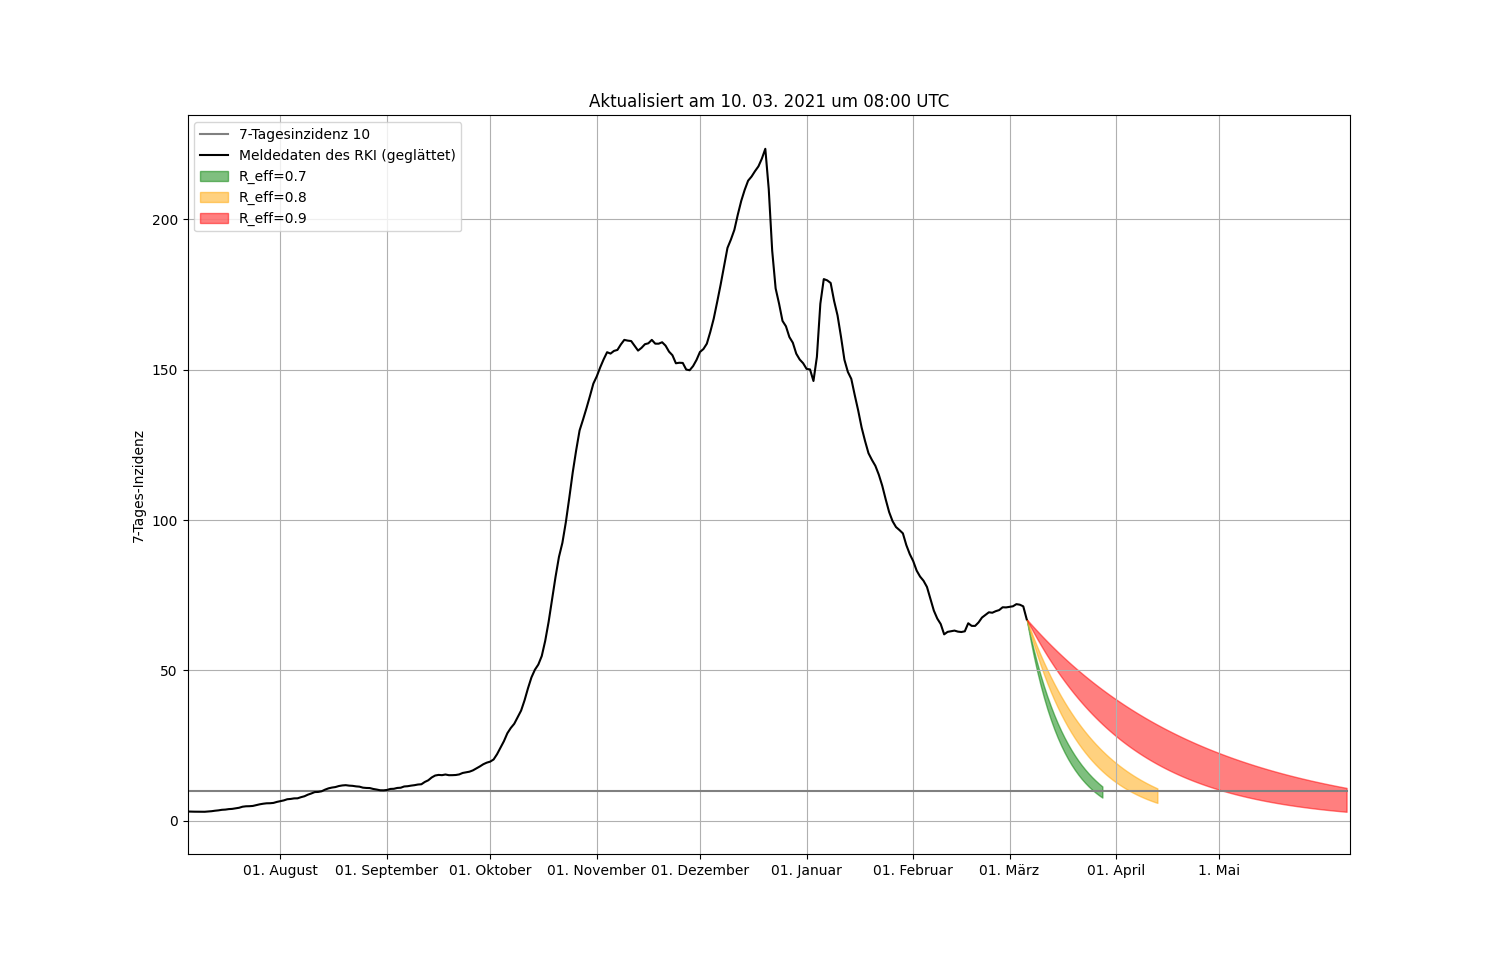 Aktualisiert am 10. 03. 2021 um 08:00 UTC
7-Tagesinzidenz 10
Meldedaten des RKI (geglättet)
R_eff=0.7
R_eff=0.8
R_eff=0.9
7-Tages-Inzidenz
200
150
100
50
0
01. August 01. September 01. Oktober 01. November 01. Dezember 01. Januar 01. Februar 01. März 01. April 1. Mai